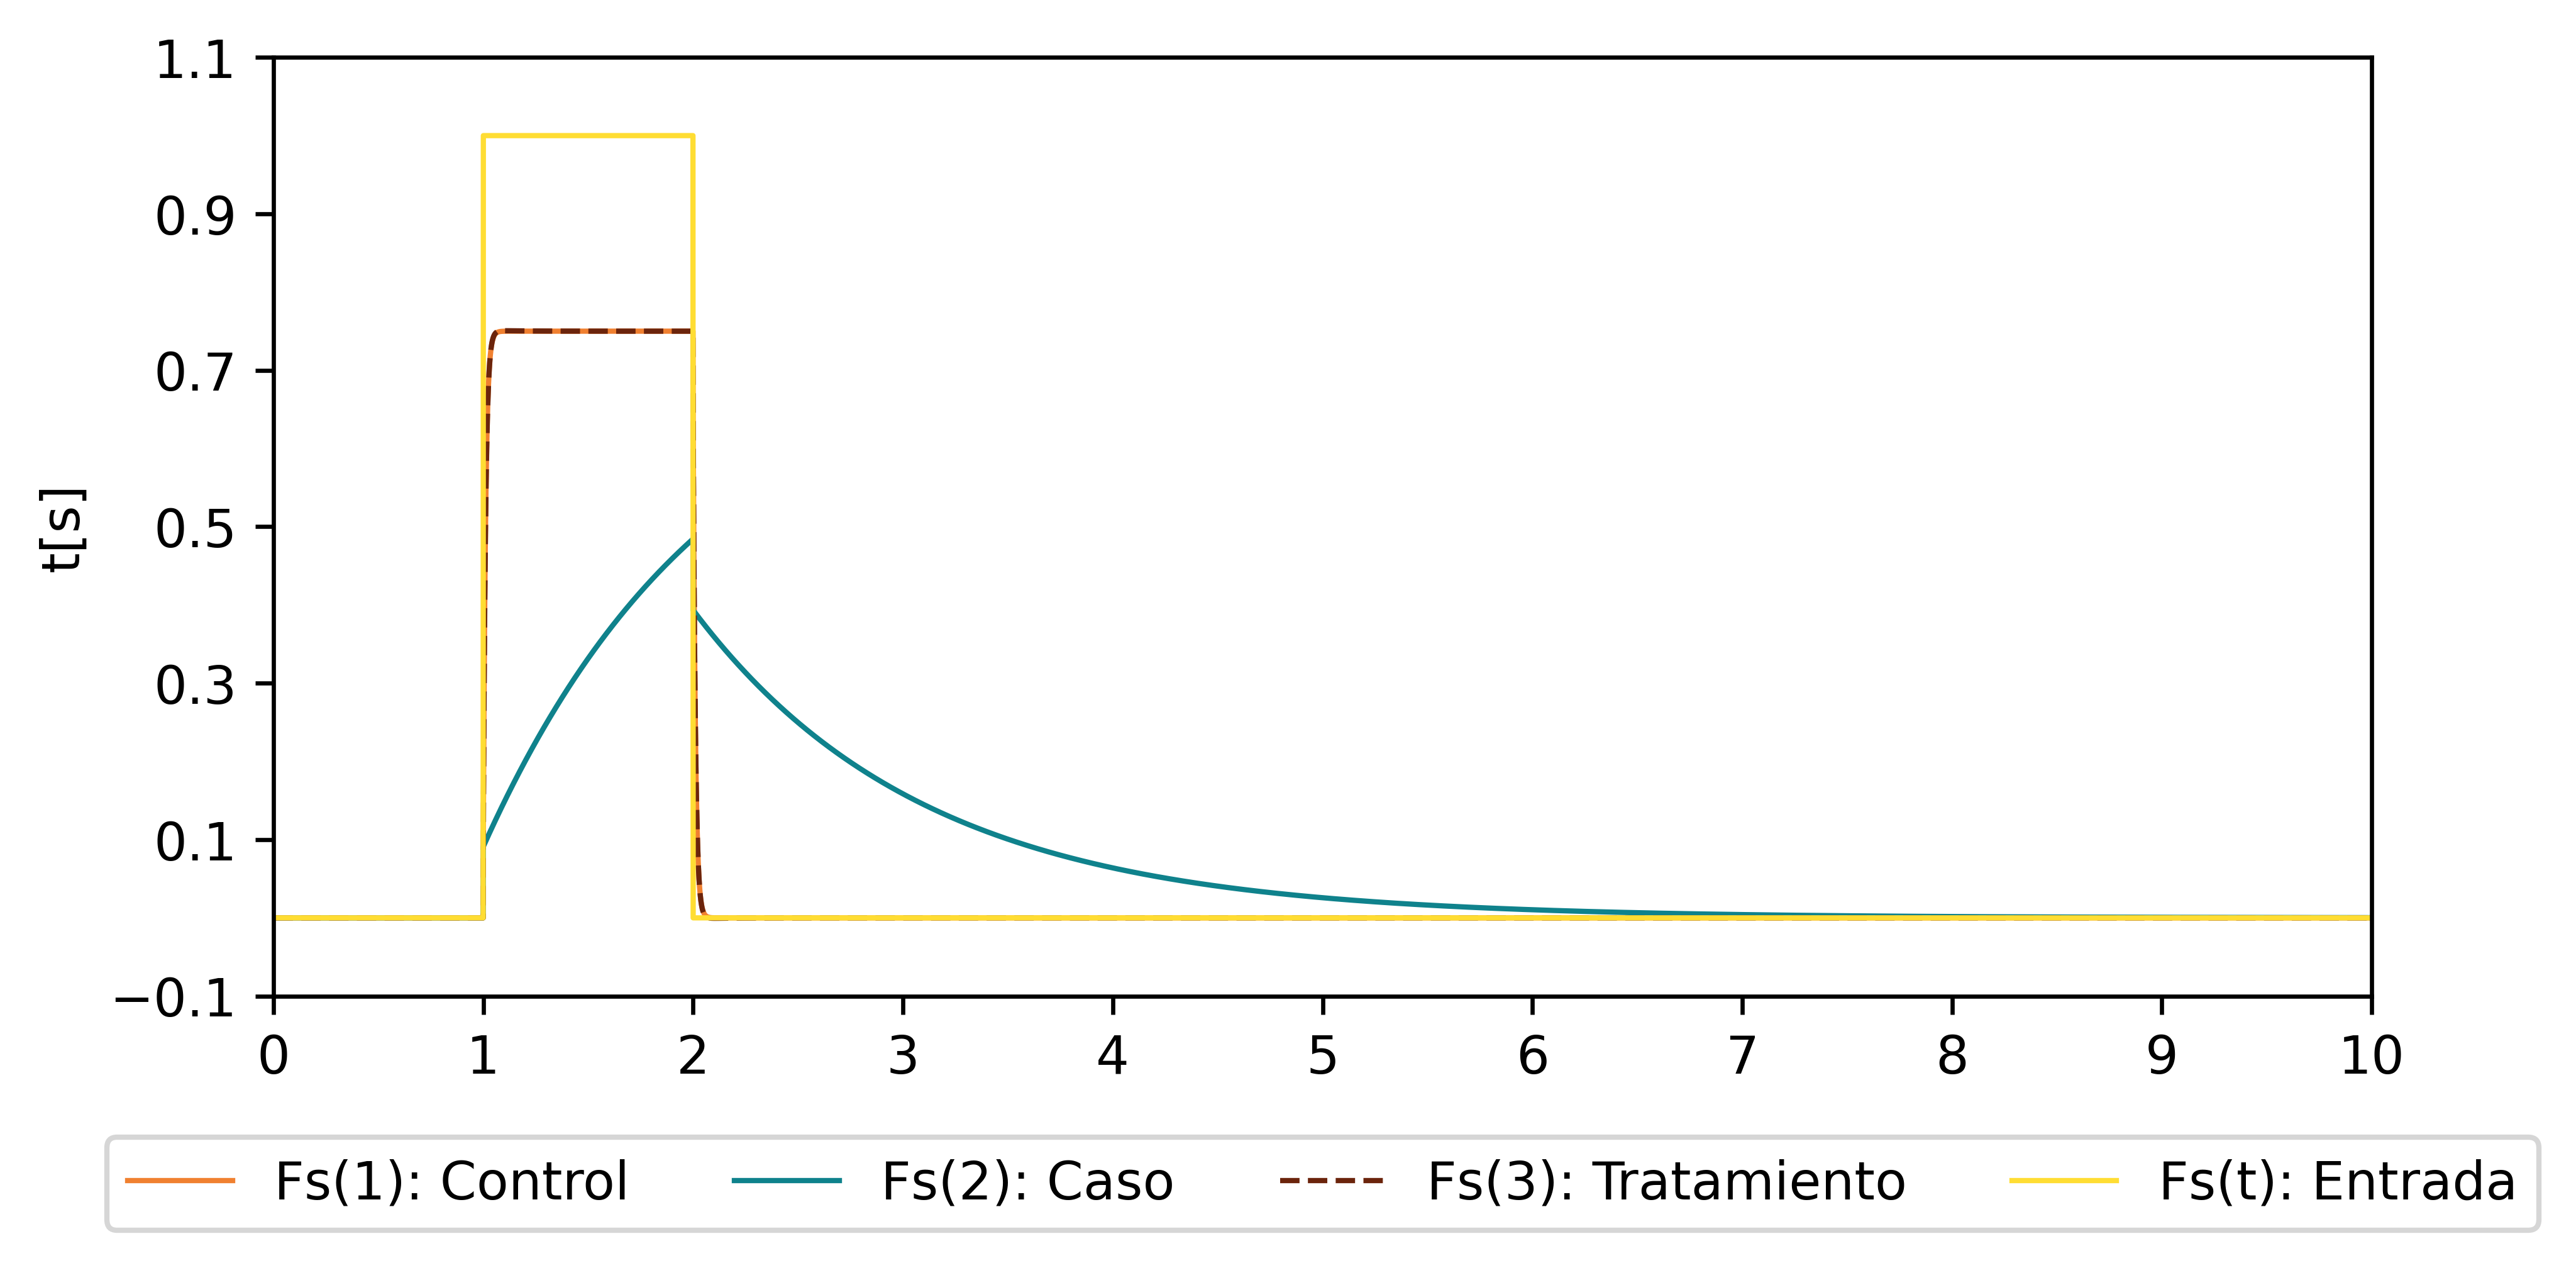 1.1
0.9
0.7
0.5
0.3
0.1
−0.1
t[s]
0 1 2 3 4 5 6 7 8 9 10
Fs(1): Control Fs(2): Caso Fs(3): Tratamiento Fs(t): Entrada